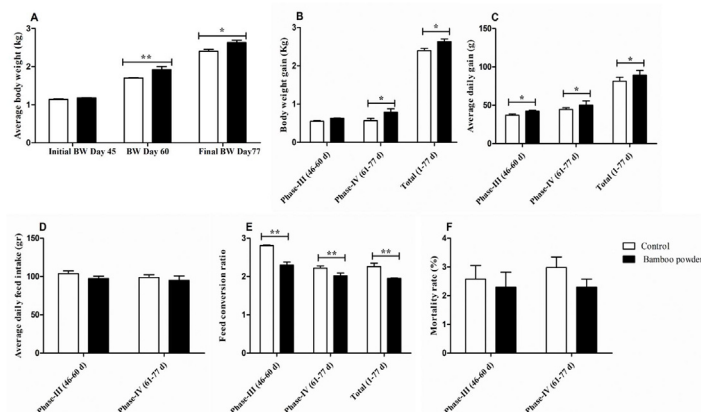 A
Average body weight (kg)
3
2
1
0
*
**
Initial BW Day 45
BW Day 60
Final BW Day77
B
Body weight gain (Kg)
3
2
1
0
*
*
Phase-III (46-60 d)
Phase-IV (61-77 d)
Total (1-77 d)
C
Average daily gain (g)
150
100
50
0
*
*
*
Phase-III (46-60 d)
Phase-IV (61-77 d)
Total (1-77 d)
D
Average daily feed intake (gr)
150
100
50
0
Phase-III (46-60 d)
Phase-IV (61-77 d)
E
Feed conversion ratio
3
2
1
0
**
**
**
Phase-III (46-60 d)
Phase-IV (61-77 d)
Total (1-77 d)
F
Mortality rate (%)
4
3
2
1
0
Phase-III (46-60 d)
Phase-IV (61-77 d)
Control
Bamboo powder